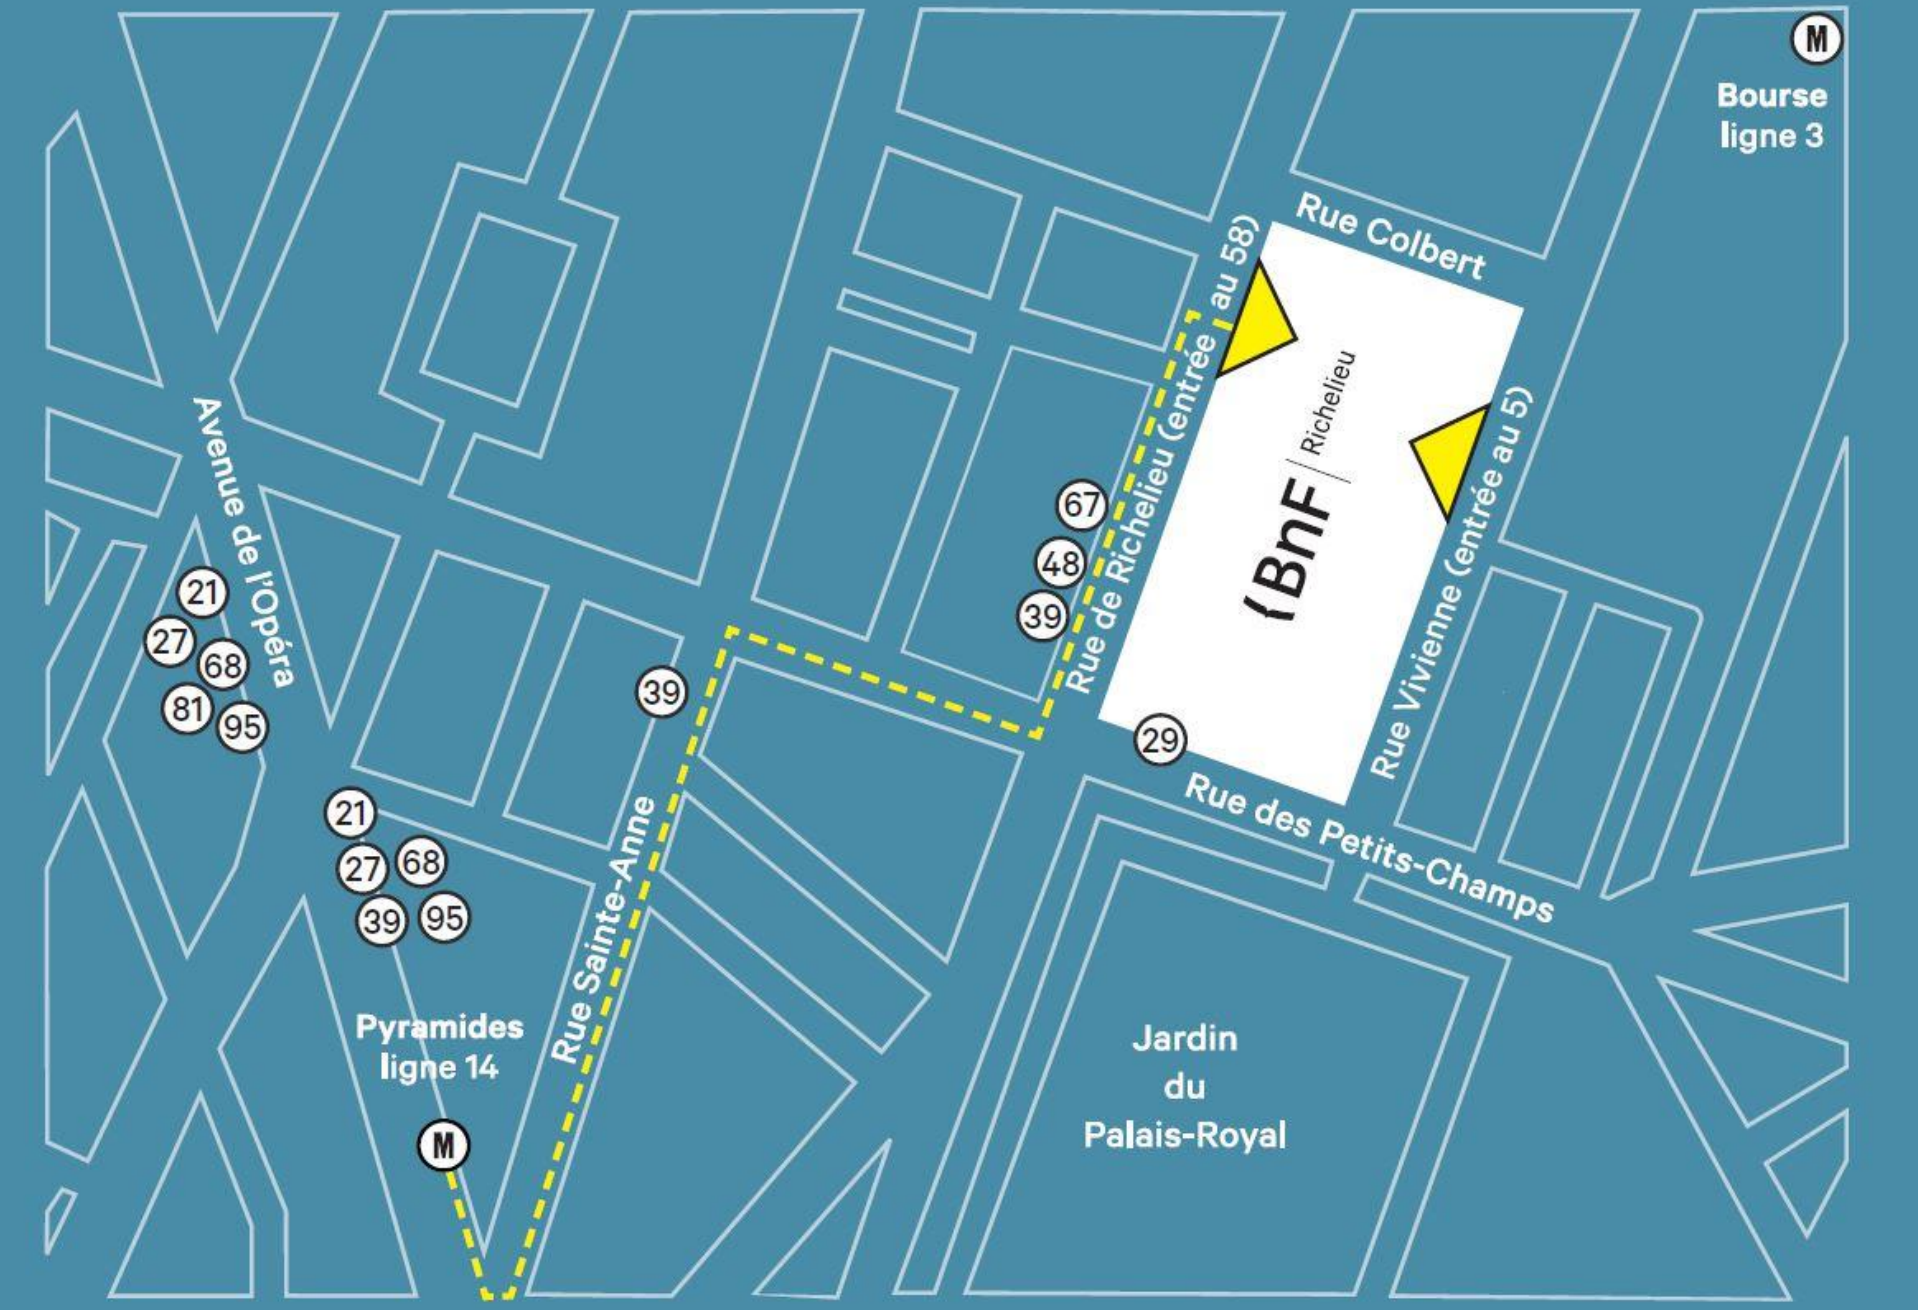 M
Bourse
ligne 3
Rue Colbert
Rue de Richelieu (entrée au 58)
(BnF | Richelieu
Rue Vivienne (entrée au 5)
Avenue de l'Opéra
67
48
39
21
27
68
81
95
39
29
Rue des Petits-Champs
21
27
68
39
95
Rue Sainte-Anne
Pyramides
ligne 14
M
Jardin
du
Palais-Royal